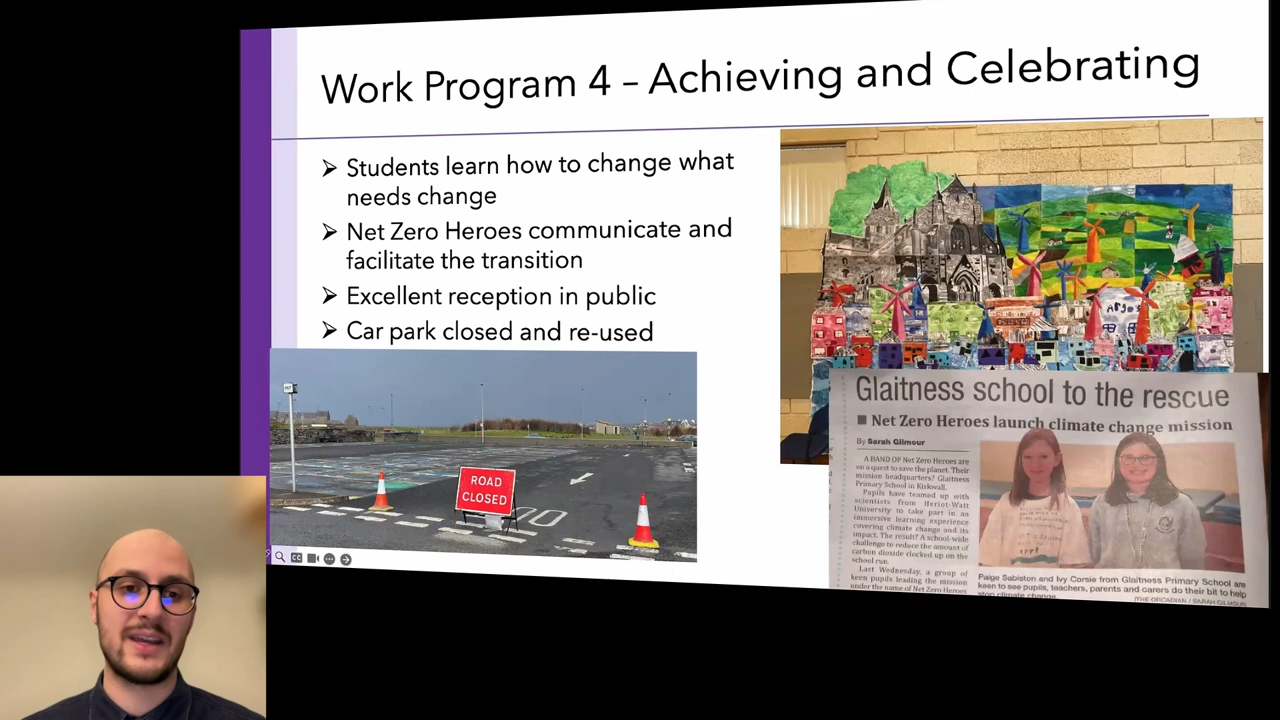 Work Program 4 – Achieving and Celebrating
Students learn how to change what
needs change
Net Zero Heroes communicate and
facilitate the transition
Excellent reception in public
Car park closed and re-used
ROAD
CLOSED
Argo's
Glaitness school to the rescue
Net Zero Heroes launch climate change mission
By Sarah Gilmour
A BAND OF Net Zero Heroes are
on a quest to save the planet. Their
mission headquarters? Glaitness
Primary School in Kirkwall.
Pupils have teamed up with
scientists from Heriot-Watt
University to take part in an
immersive learning experience
covering climate change and its
impact. The result? A school-wide
challenge to reduce the amount of
carbon dioxide clocked up on the
school run.
Last Wednesday, a group of
keen pupils leading the mission
under the name of Net Zero Heroes
Paige Sabiston and Ivy Corsie from Glaitness Primary School are
keen to see pupils, teachers, parents and carers do their bit to help
stop climate change.
(THE ORCADIAN / SARAH GILMOUR